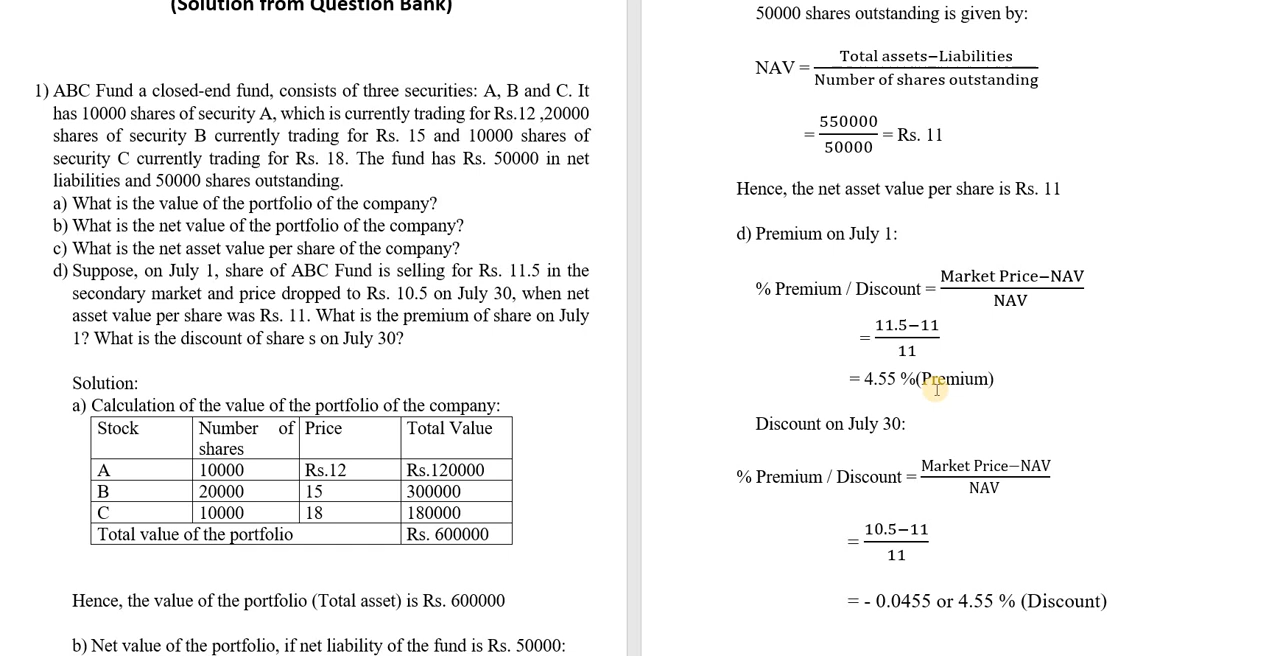 (Solution from Question Bank)
1) ABC Fund a closed-end fund, consists of three securities: A, B and C. It
has 10000 shares of security A, which is currently trading for Rs.12 ,20000
shares of security B currently trading for Rs. 15 and 10000 shares of
security C currently trading for Rs. 18. The fund has Rs. 50000 in net
liabilities and 50000 shares outstanding.
a) What is the value of the portfolio of the company?
b) What is the net value of the portfolio of the company?
c) What is the net asset value per share of the company?
d) Suppose, on July 1, share of ABC Fund is selling for Rs. 11.5 in the
secondary market and price dropped to Rs. 10.5 on July 30, when net
asset value per share was Rs. 11. What is the premium of share on July
1? What is the discount of share s on July 30?
Solution:
a) Calculation of the value of the portfolio of the company:
Stock Number of Price Total Value
shares
A 10000 Rs.12 Rs.120000
B 20000 15 300000
C 10000 18 180000
Total value of the portfolio Rs. 600000
Hence, the value of the portfolio (Total asset) is Rs. 600000
b) Net value of the portfolio, if net liability of the fund is Rs. 50000:
50000 shares outstanding is given by:
Total assets−Liabilities
NAV =
Number of shares outstanding
550000
= = Rs. 11
50000
Hence, the net asset value per share is Rs. 11
d) Premium on July 1:
Market Price−NAV
% Premium / Discount =
NAV
11.5−11
=
11
= 4.55 %(Premium)
Discount on July 30:
Market Price−NAV
% Premium / Discount =
NAV
10.5−11
=
11
= - 0.0455 or 4.55 % (Discount)